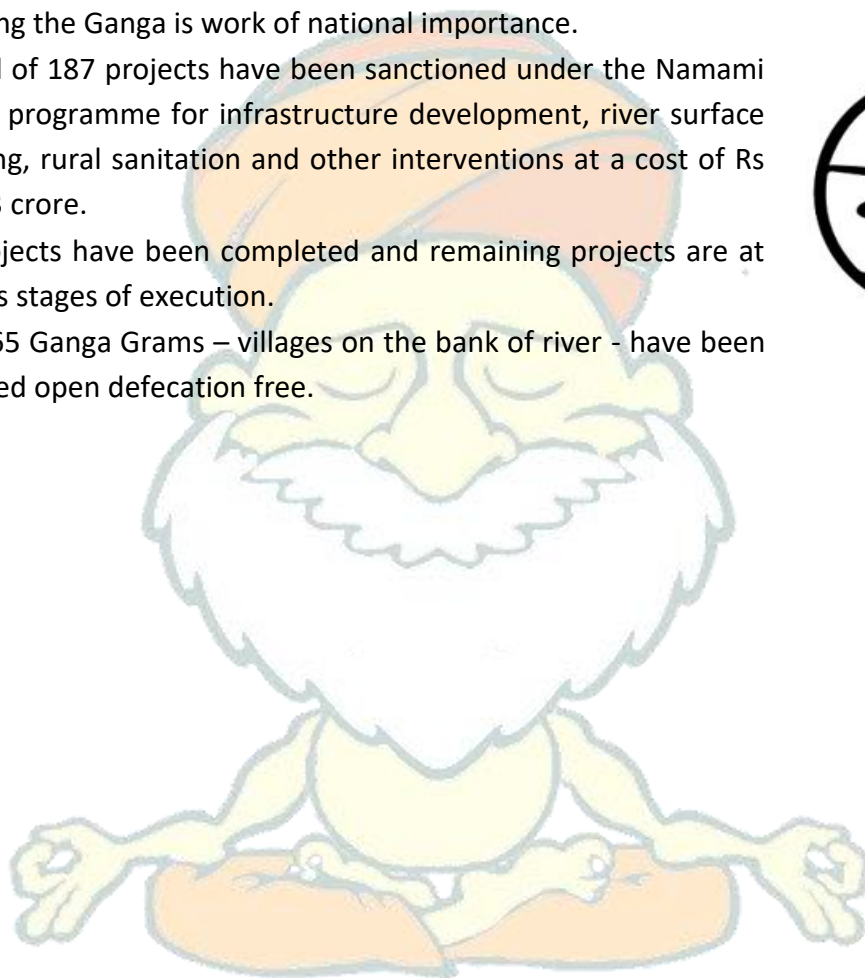 ng the Ganga is work of national importance.
of 187 projects have been sanctioned under the Namami
programme for infrastructure development, river surface
ng, rural sanitation and other interventions at a cost of Rs
crore.
jects have been completed and remaining projects are at
s stages of execution.
65 Ganga Grams – villages on the bank of river - have been
ed open defecation free.